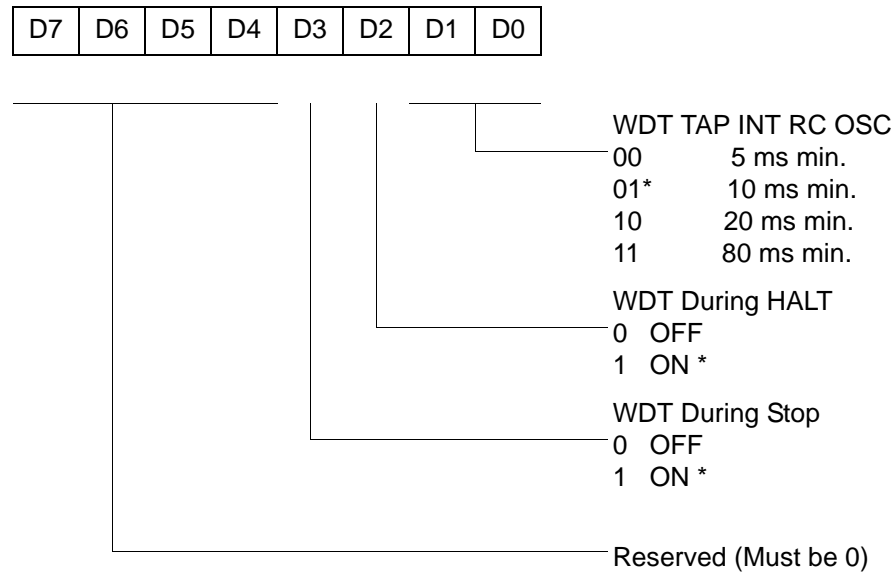 D7 D6 D5 D4 D3 D2 D1 D0
WDT TAP INT RC OSC
00 5 ms min.
01* 10 ms min.
10 20 ms min.
11 80 ms min.
WDT During HALT
0 OFF
1 ON *
WDT During Stop
0 OFF
1 ON *
Reserved (Must be 0)